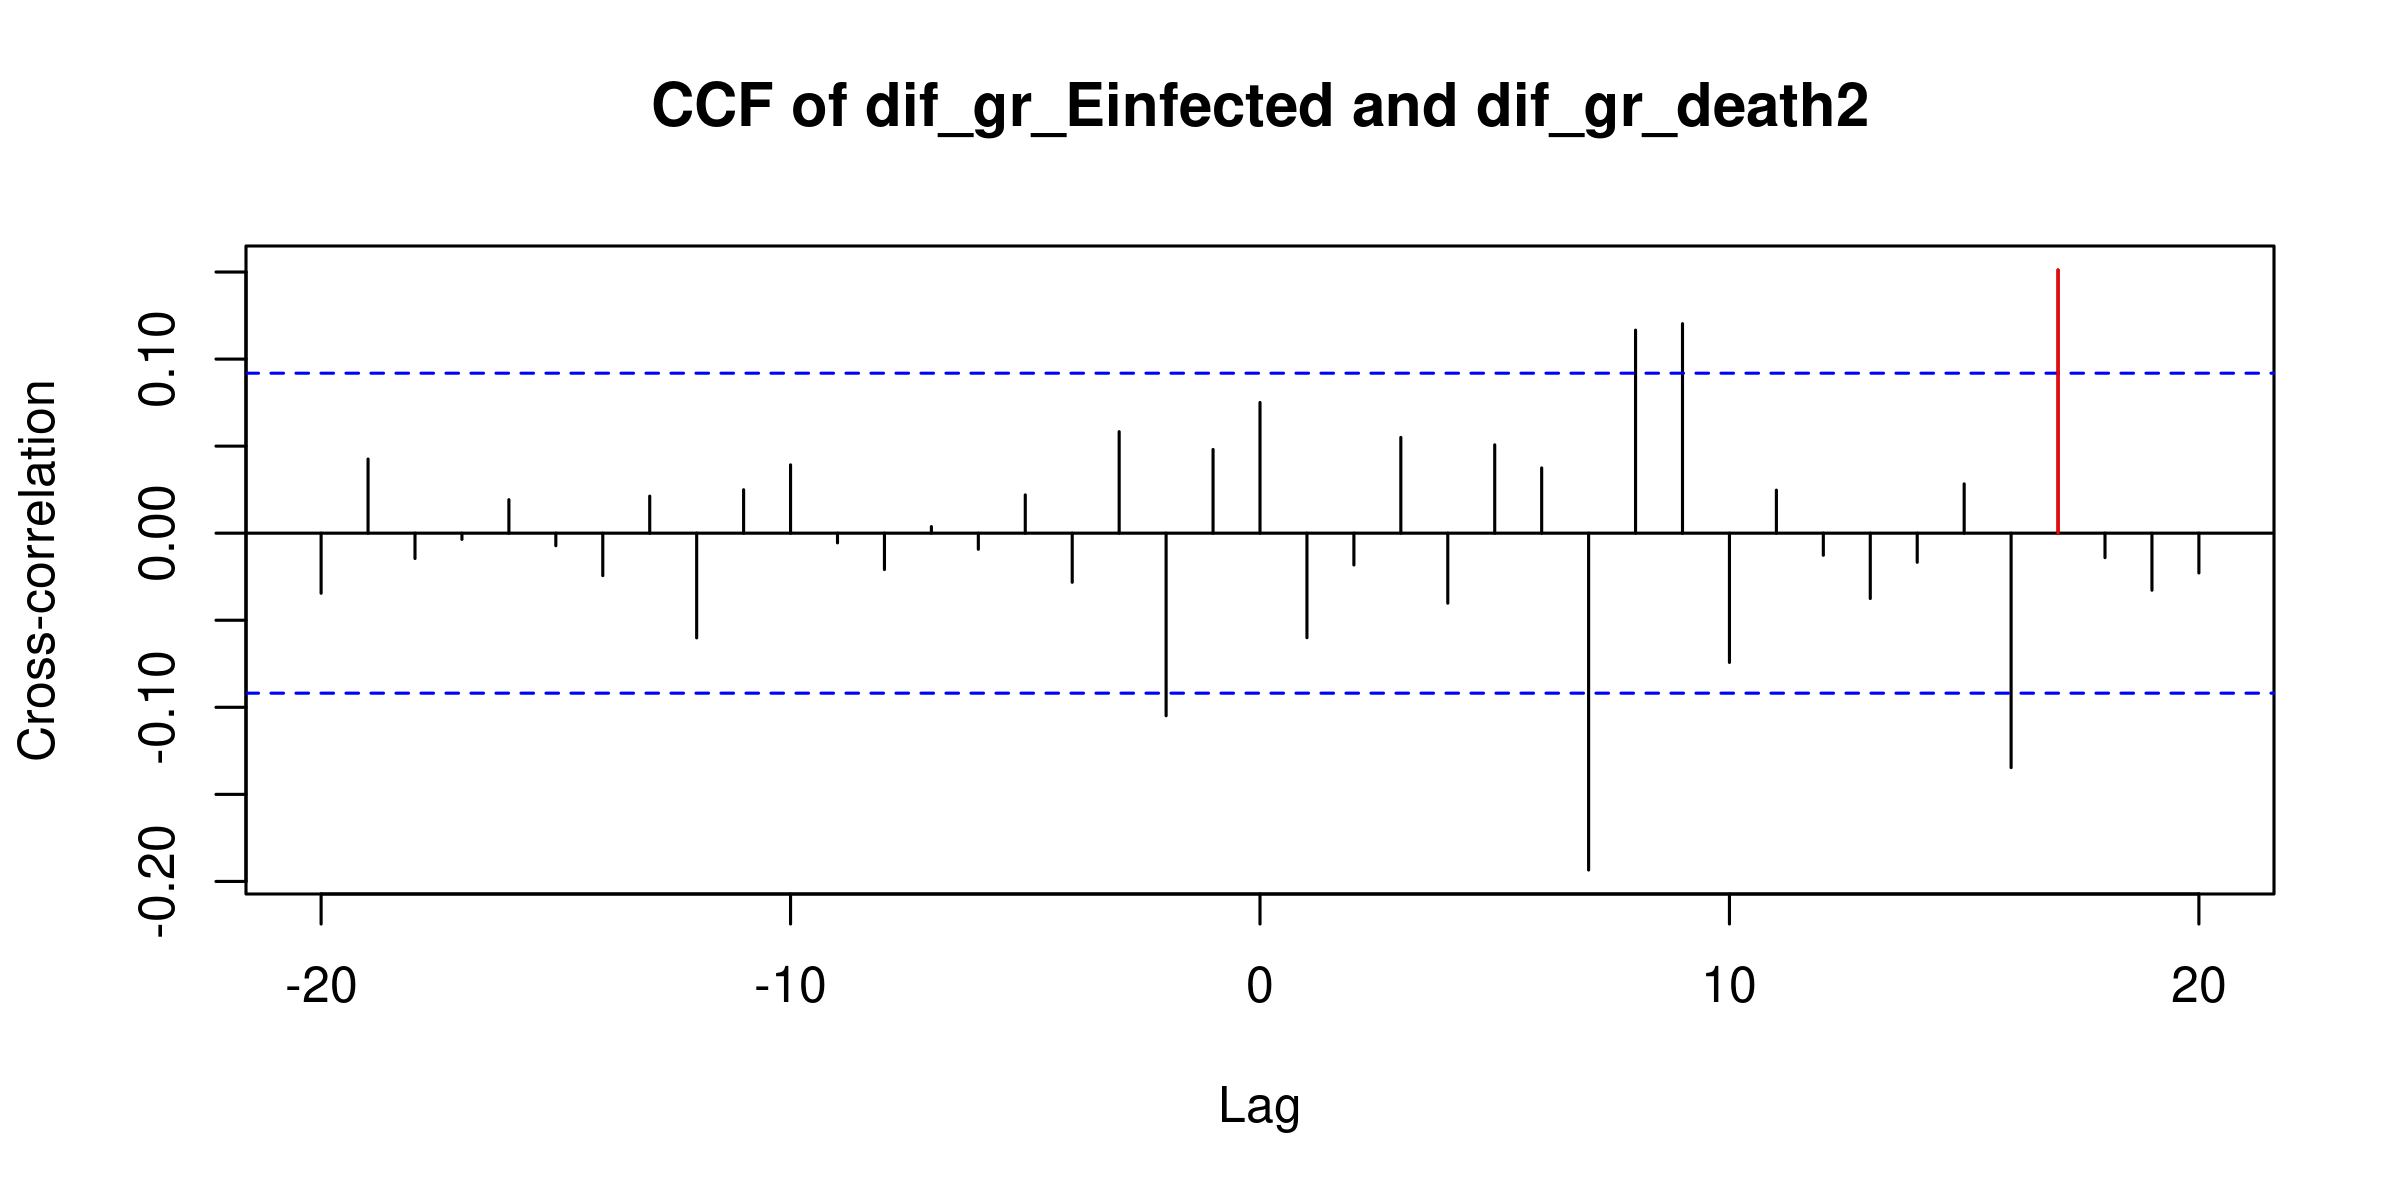 CCF of dif_gr_Einfected and dif_gr_death2
Cross-correlation
0.10
0.00
-0.10
-0.20
-20 -10 0 10 20
Lag